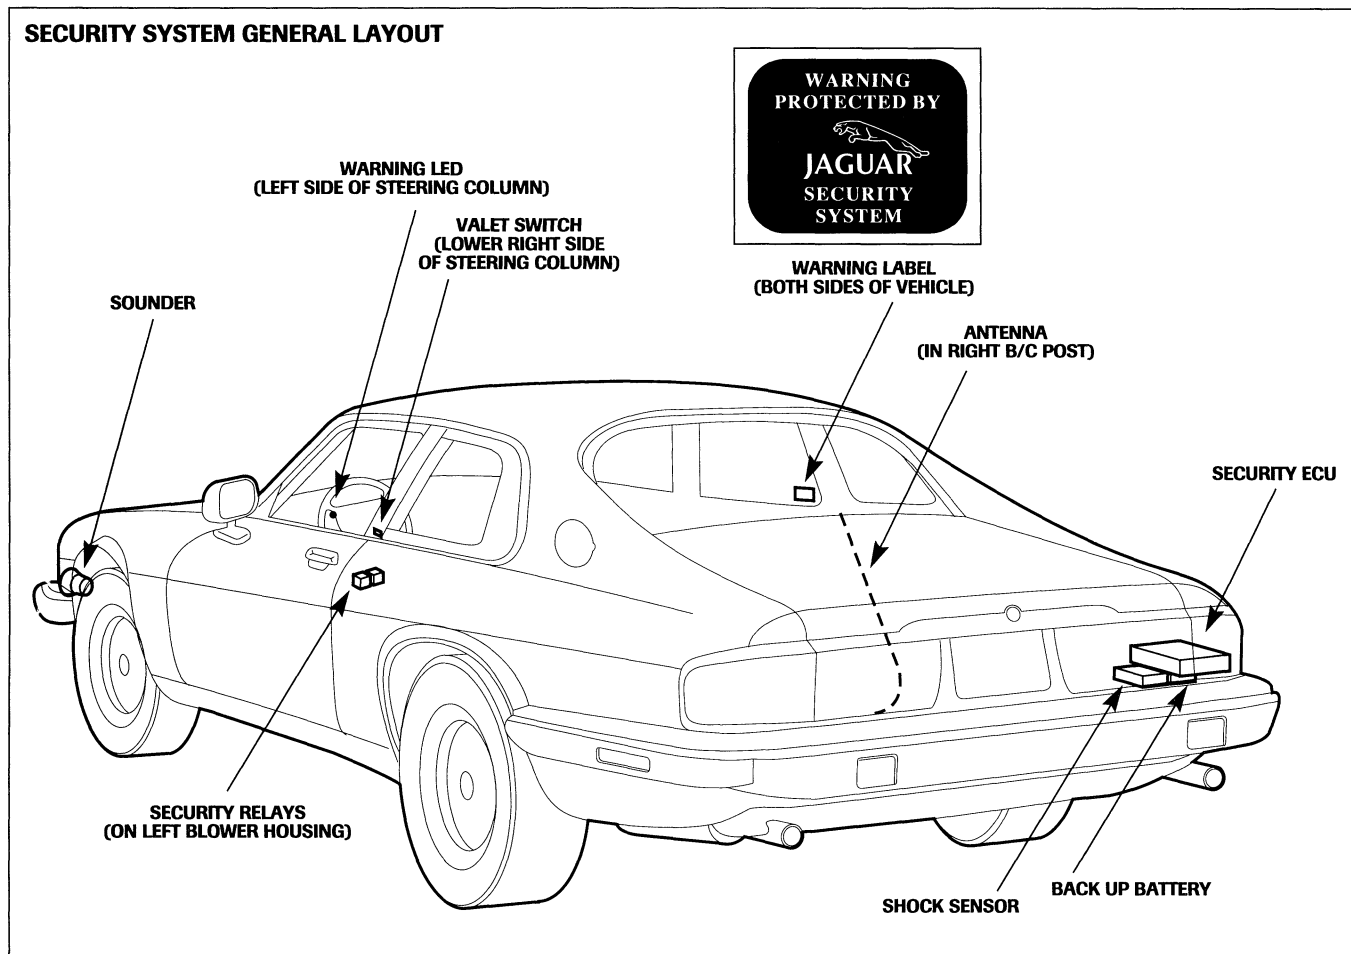 SECURITY SYSTEM GENERAL LAYOUT
WARNING
PROTECTED BY
JAGUAR
SECURITY
SYSTEM
WARNING LED
(LEFT SIDE OF STEERING COLUMN)
VALET SWITCH
(LOWER RIGHT SIDE
OF STEERING COLUMN)
WARNING LABEL
(BOTH SIDES OF VEHICLE)
SOUNDER
ANTENNA
(IN RIGHT B/C POST)
SECURITY ECU
SECURITY RELAYS
(ON LEFT BLOWER HOUSING)
BACK UP BATTERY
SHOCK SENSOR